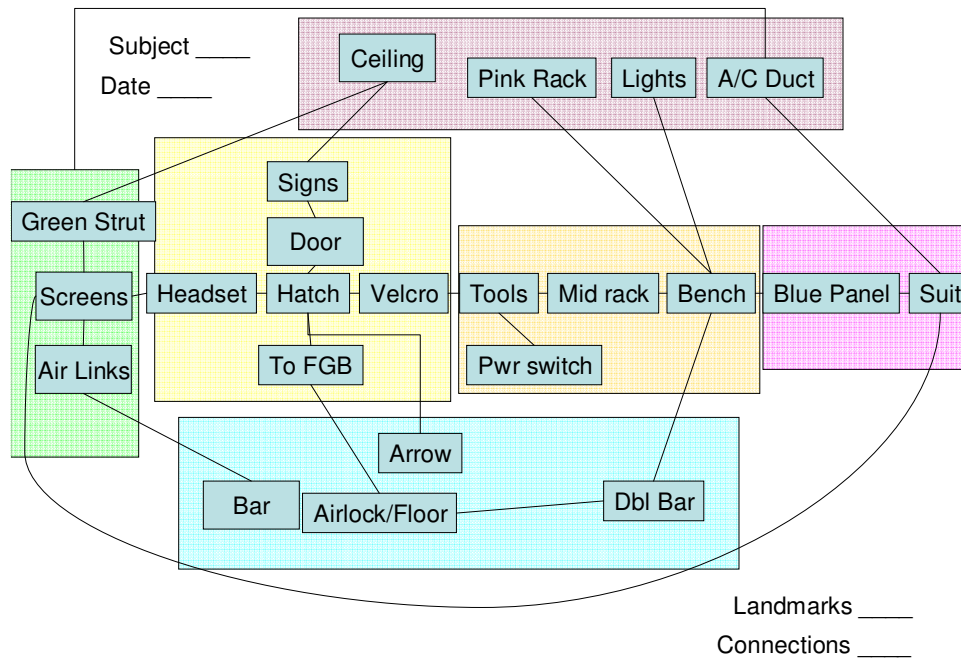 Subject ____
Ceiling
Pink Rack
Lights
A/C Duct
Date ____
Signs
Green Strut
Door
Screens
Headset
Hatch
Velcro
Tools
Mid rack
Bench
Blue Panel
Suit
Air Links
To FGB
Pwr switch
Arrow
Bar
Airlock/Floor
Dbl Bar
Landmarks ____
Connections ____